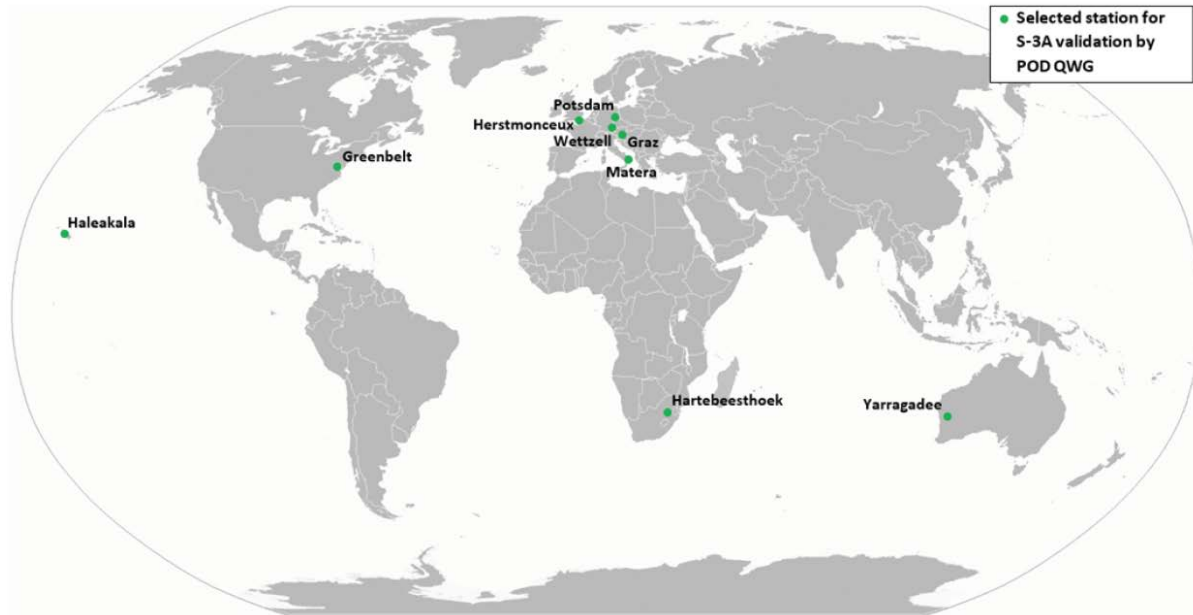 Selected station for
S-3A validation by
POD QWG
Potsdam
Herstmonceux
Wettzell
Graz
Greenbelt
Matera
Haleakala
Hartebeesthoek
Yarragadee